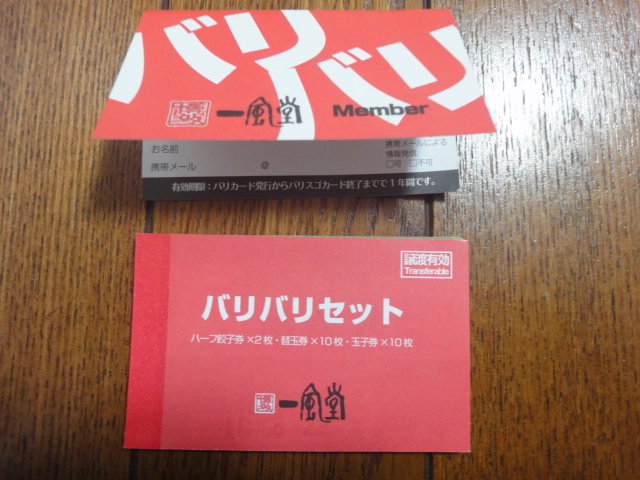 バリバリ
博多 一風堂 Member
お名前
携帯メール @
携帯メールによる
情報発信
□可 □不可
有効期限：バリカード発行からバリスゴカード終了までで1年間です。
譲渡有効
Transferable
バリバリセット
ハーフ餃子券×2枚・替玉券×10枚・玉子券×10枚
博多 一風堂